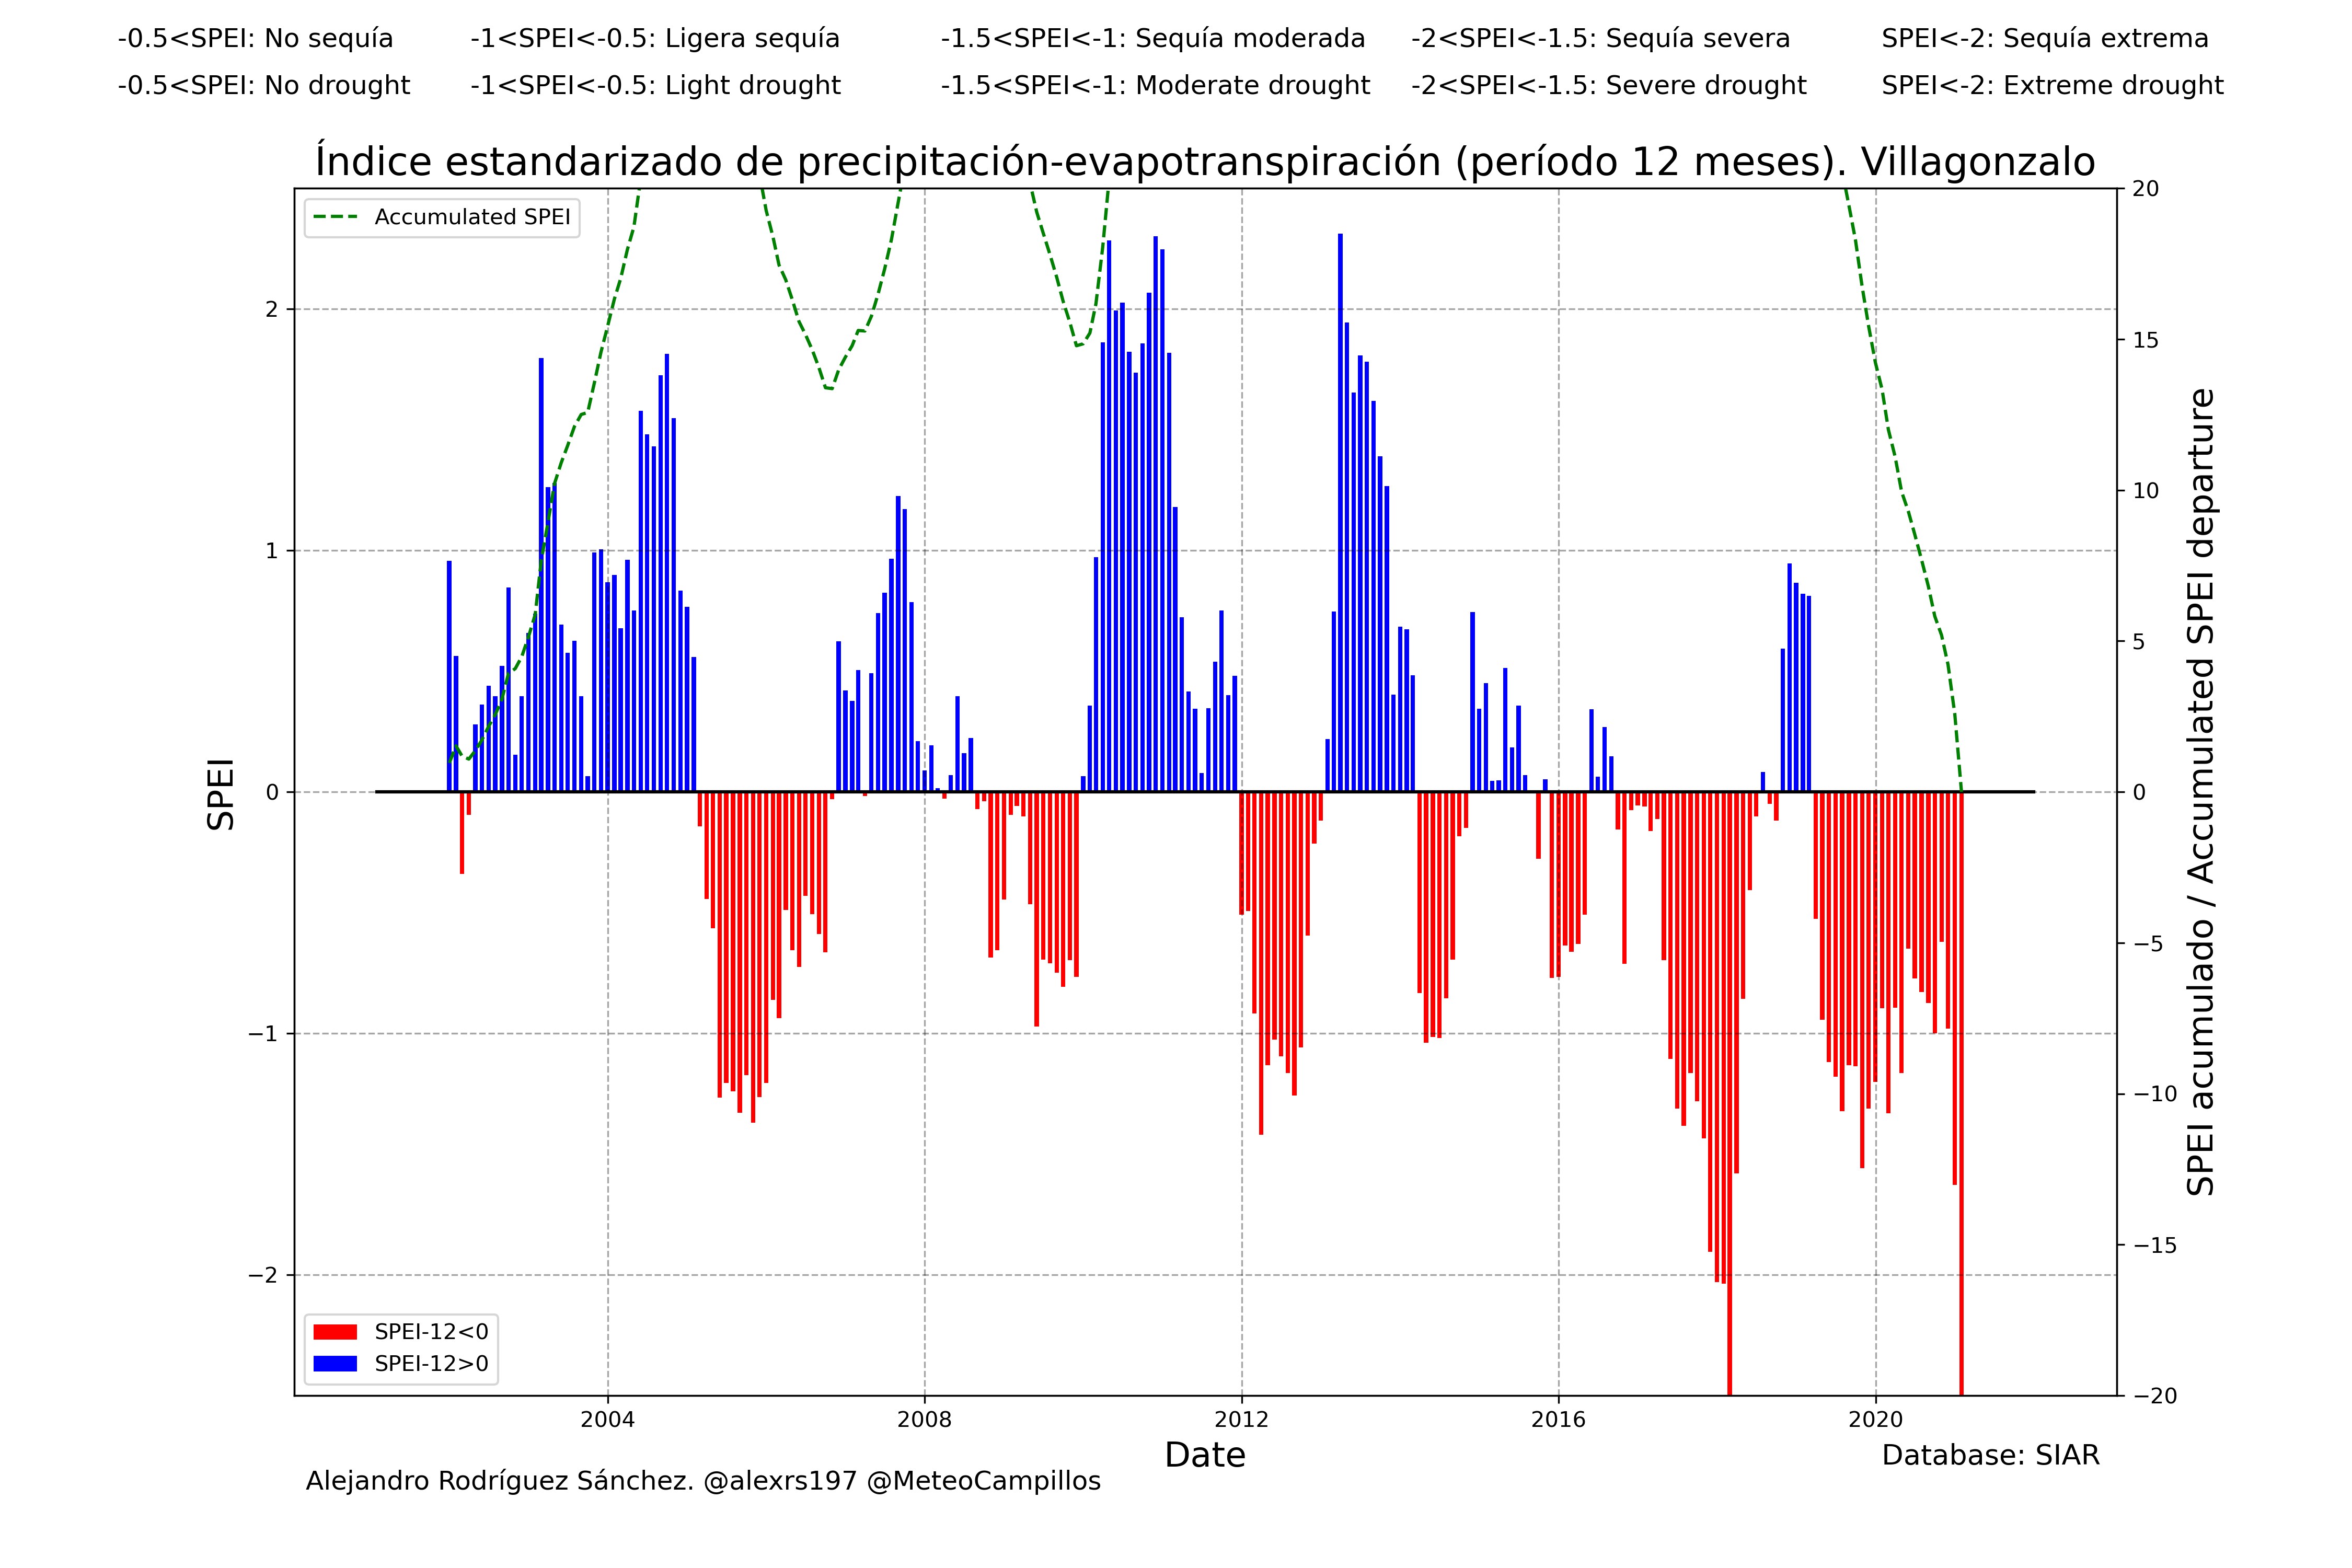 -0.5<SPEI: No sequía -1<SPEI<-0.5: Ligera sequía -1.5<SPEI<-1: Sequía moderada -2<SPEI<-1.5: Sequía severa SPEI<-2: Sequía extrema
-0.5<SPEI: No drought -1<SPEI<-0.5: Light drought -1.5<SPEI<-1: Moderate drought -2<SPEI<-1.5: Severe drought SPEI<-2: Extreme drought
Índice estandarizado de precipitación-evapotranspiración (período 12 meses). Villagonzalo
Accumulated SPEI
SPEI
2
1
0
−1
−2
20
15
10
5
0
−5
−10
−15
−20
SPEI acumulado / Accumulated SPEI departure
SPEI-12<0
SPEI-12>0
2004 2008 2012 2016 2020
Date
Database: SIAR
Alejandro Rodríguez Sánchez. @alexrs197 @MeteoCampillos